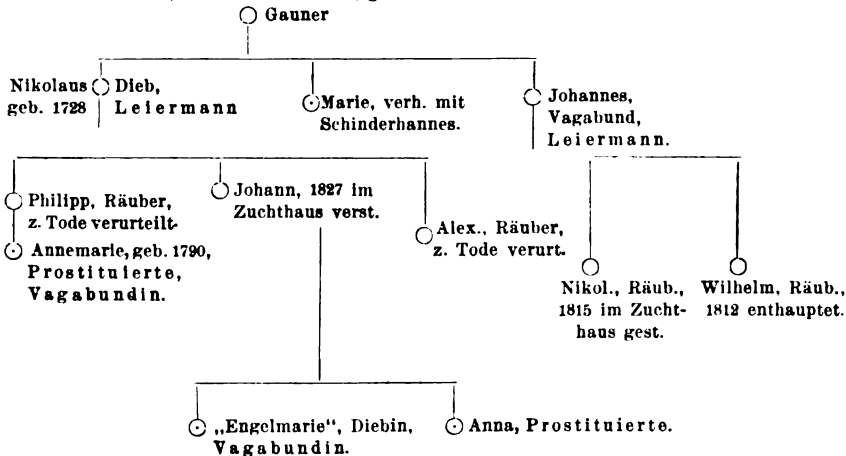 Gauner
Nikolaus
geb. 1728
Dieb,
Leiermann
Marie, verh. mit
Schinderhannes.
Johannes,
Vagabund,
Leiermann.
Philipp, Räuber,
z. Tode verurteilt.
Annemarie, geb. 1790,
Prostituierte,
Vagabundin.
Johann, 1827 im
Zuchthaus verst.
Alex., Räuber,
z. Tode verurt.
Nikol., Räub.,
1815 im Zucht-
haus gest.
Wilhelm, Räub.,
1812 enthauptet.
„Engelmarie“, Diebin,
Vagabundin.
Anna, Prostituierte.